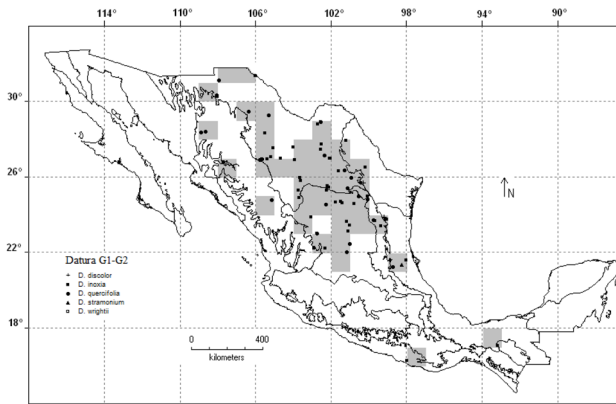 114° 110° 106° 102° 98° 94° 90°
30°
26°
N
22°
Datura G1-G2
D. discolor
D. inoxia
D. quercifolia
D. stramonium
D. wrightii
18°
0 400
kilometers